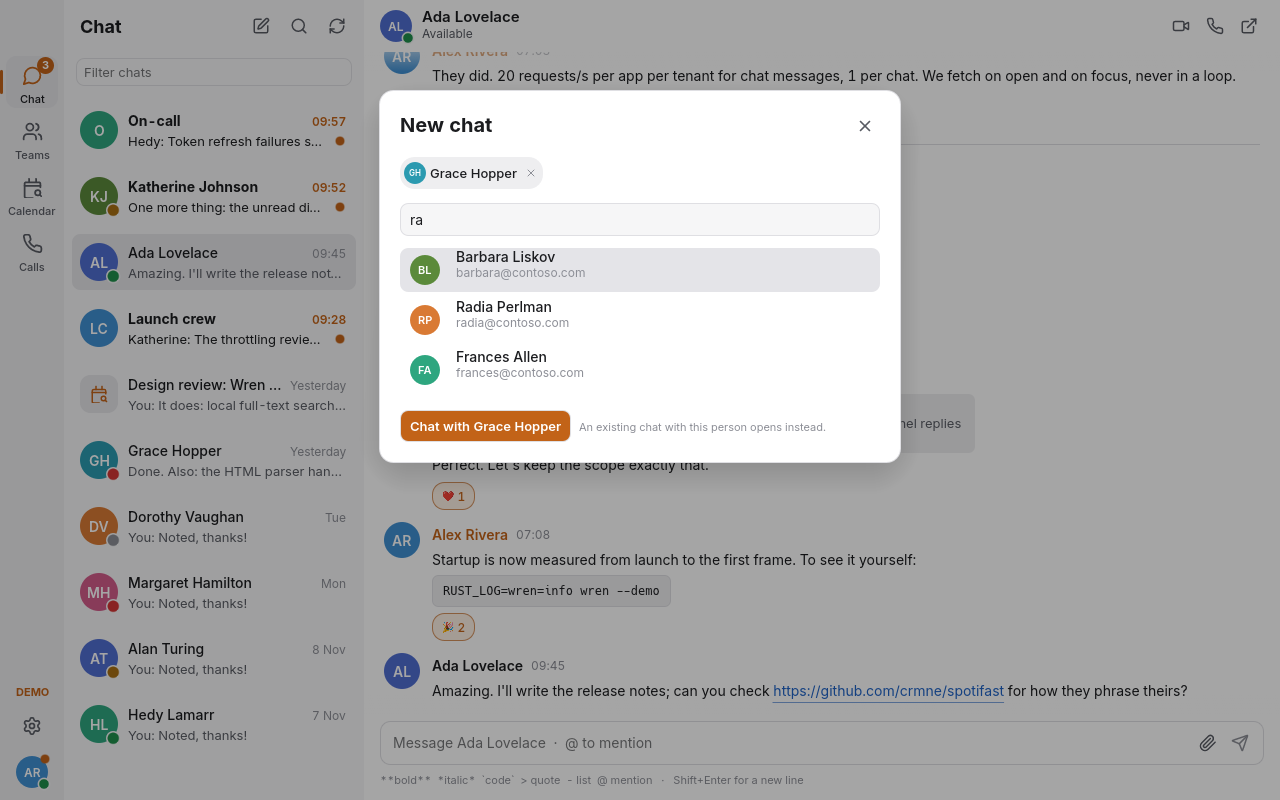 Chat
Filter chats
3
Chat
Teams
Calendar
Calls
DEMO
AR
O
On-call
09:57
Hedy: Token refresh failures s...
KJ
Katherine Johnson
09:52
One more thing: the unread di...
AL
Ada Lovelace
09:45
Amazing. I'll write the release not...
LC
Launch crew
09:28
Katherine: The throttling revie...
Design review: Wren ...
Yesterday
You: It does: local full-text search...
GH
Grace Hopper
Yesterday
Done. Also: the HTML parser han...
DV
Dorothy Vaughan
Tue
You: Noted, thanks!
MH
Margaret Hamilton
Mon
You: Noted, thanks!
AT
Alan Turing
8 Nov
You: Noted, thanks!
HL
Hedy Lamarr
7 Nov
You: Noted, thanks!
AL
Ada Lovelace
Available
AR
Alex Rivera
They did. 20 requests/s per app per tenant for chat messages, 1 per chat. We fetch on open and on focus, never in a loop.
New chat
GH
Grace Hopper
ra
BL
Barbara Liskov
barbara@contoso.com
RP
Radia Perlman
radia@contoso.com
FA
Frances Allen
frances@contoso.com
Chat with Grace Hopper
An existing chat with this person opens instead.
replies
Perfect. Let's keep the scope exactly that.
❤️ 1
AR
Alex Rivera
07:08
Startup is now measured from launch to the first frame. To see it yourself:
RUST_LOG=wren=info wren --demo
🎉 2
AL
Ada Lovelace
09:45
Amazing. I'll write the release notes; can you check https://github.com/crmne/spotifast for how they phrase theirs?
Message Ada Lovelace · @ to mention
**bold** *italic* `code` > quote - list @ mention · Shift+Enter for a new line